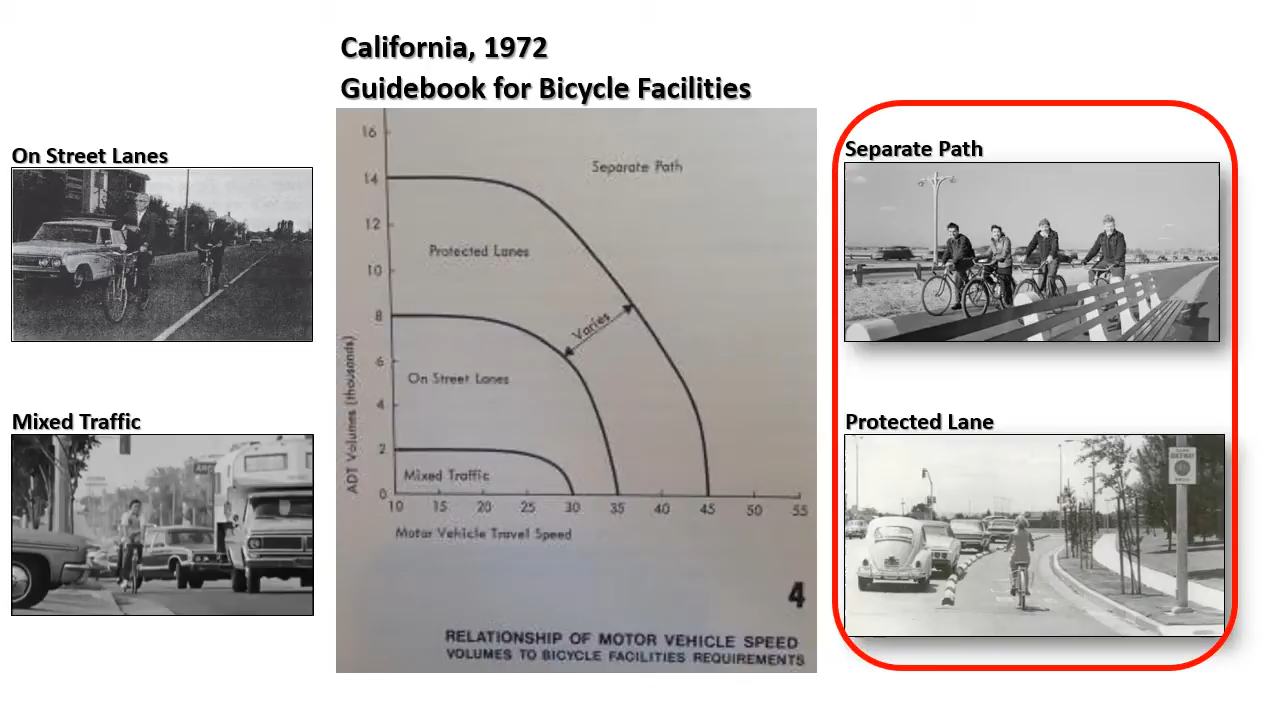 California, 1972
Guidebook for Bicycle Facilities
On Street Lanes
Mixed Traffic
16
14
12
10
8
6
4
2
0
10 15 20 25 30 35 40 45 50 55
ADT Volumes (thousands)
Motor Vehicle Travel Speed
Separate Path
Protected Lanes
Varies
On Street Lanes
Mixed Traffic
4
RELATIONSHIP OF MOTOR VEHICLE SPEED
VOLUMES TO BICYCLE FACILITIES REQUIREMENTS
Separate Path
Protected Lane